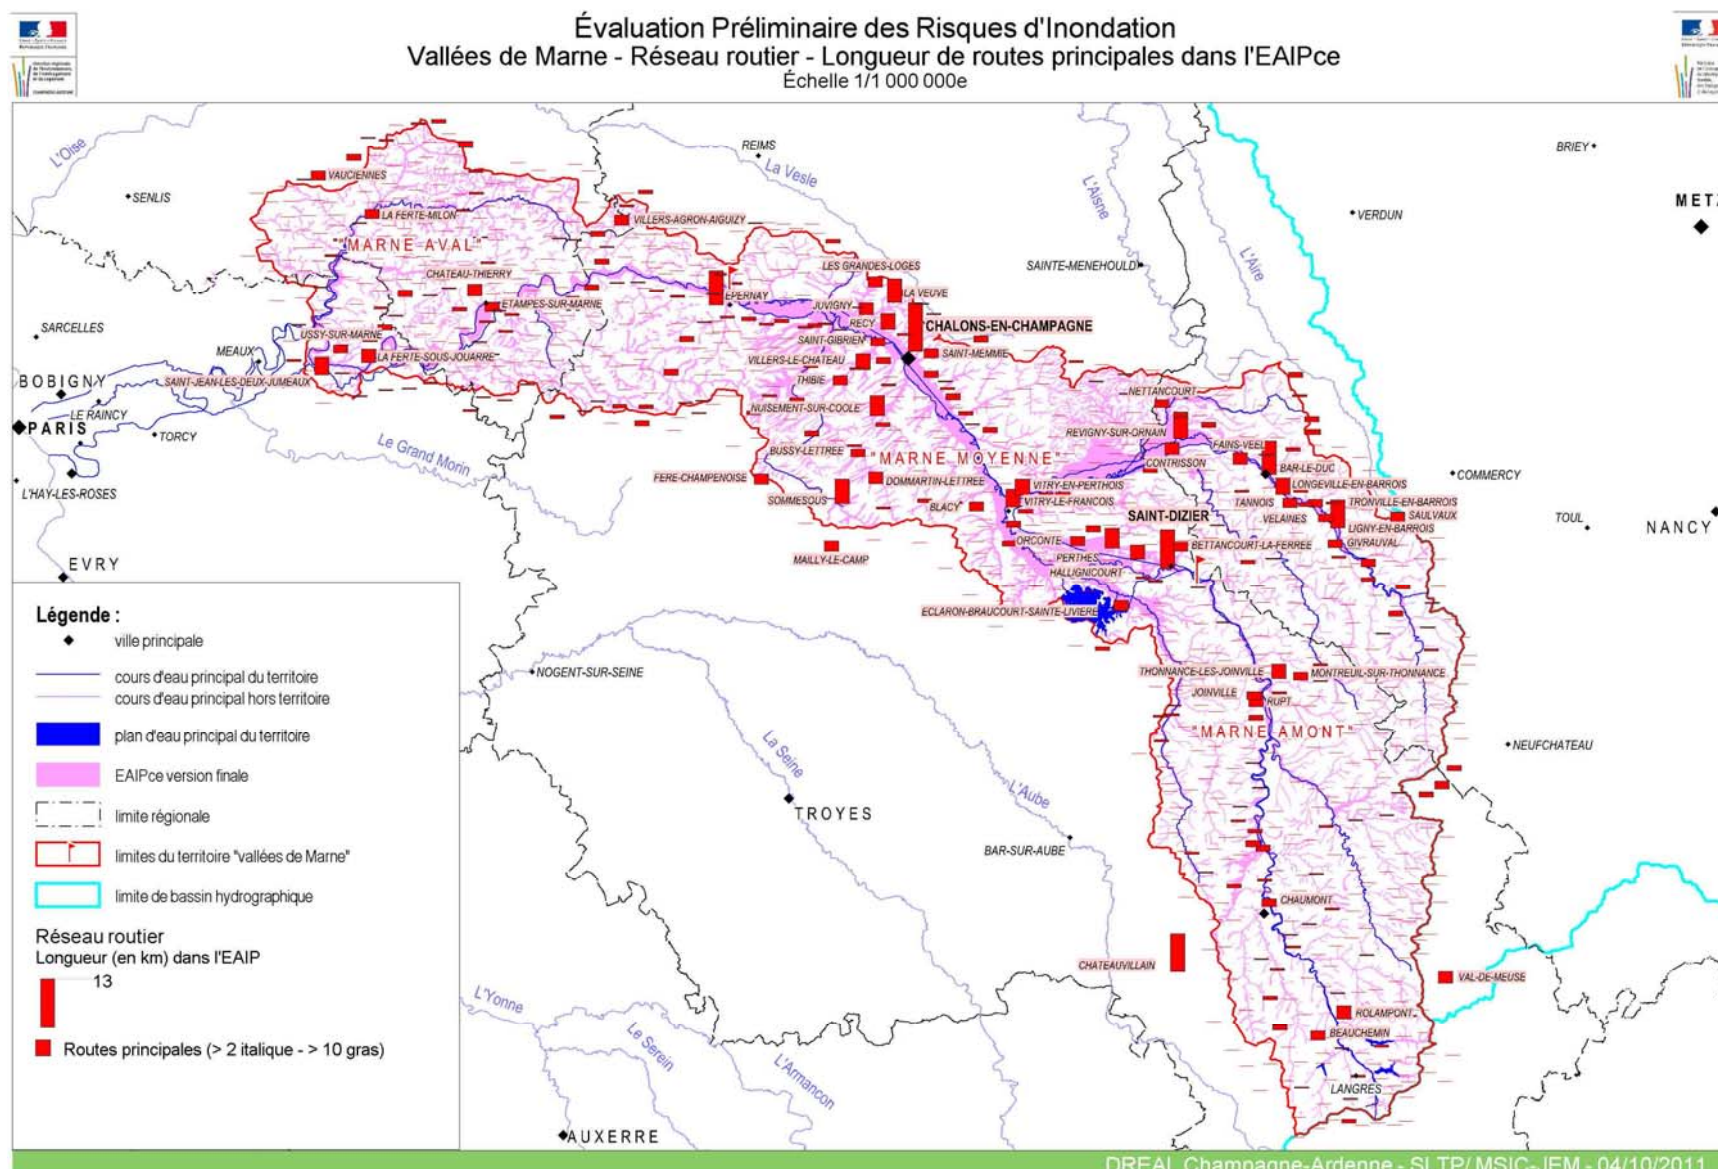 Évaluation Préliminaire des Risques d'Inondation
Vallées de Marne - Réseau routier - Longueur de routes principales dans l'EAIPce
Échelle 1/1 000 000e
L'Oise
REIMS
La Vesle
BRIEY
VAUCIENNES
SENLIS
L'Aisne
METZ
LA FERTE-MILON
VILLERS-AGRON-AIGUIZY
VERDUN
"MARNE AVAL"
L'Aire
CHATEAU-THIERRY
LES GRANDES-LOGES
SAINTE-MENEHOULD
EPERNAY
LA VEUVE
ETAMPES-SUR-MARNE
JUVIGNY
SARCELLES
RECY
CHALONS-EN-CHAMPAGNE
USSY-SUR-MARNE
SAINT-GIBRIEN
MEAUX
LA FERTE-SOUS-JOUARRE
VILLERS-LE-CHATEAU
SAINT-MEMMIE
BOBIGNY
SAINT-JEAN-LES-DEUX-JUMEAUX
THIBIE
NETTANCOURT
LE RAINCY
NUISEMENT-SUR-COOLE
PARIS
TORCY
REVIGNY-SUR-ORNAIN
Le Grand Morin
BUSSY-LETTREE
"MARNE MOYENNE"
FAINS-VEEL
CONTRISSON
BAR-LE-DUC
COMMERCY
FERE-CHAMPENOISE
DOMMARTIN-LETTREE
VITRY-EN-PERTHOIS
LONGEVILLE-EN-BARROIS
L'HAY-LES-ROSES
SOMMESOUS
VITRY-LE-FRANCOIS
TANNOIS
TRONVILLE-EN-BARROIS
BLACY
SAINT-DIZIER
VELAINES
SAULVAUX
TOUL
NANCY
LIGNY-EN-BARROIS
ORCONTE
BETTANCOURT-LA-FERREE
GIVRAUVAL
MAILLY-LE-CAMP
PERTHES
EVRY
HALLIGNICOURT
ECLARON-BRAUCOURT-SAINTE-LIVIERE
Légende :
ville principale
NOGENT-SUR-SEINE
THONNANCE-LES-JOINVILLE
MONTREUIL-SUR-THONNANCE
cours d'eau principal du territoire
JOINVILLE
cours d'eau principal hors territoire
RUPT
plan d'eau principal du territoire
La Seine
"MARNE AMONT"
NEUFCHATEAU
EAIPce version finale
L'Aube
limite régionale
TROYES
limites du territoire "vallées de Marne"
BAR-SUR-AUBE
limite de bassin hydrographique
CHAUMONT
Réseau routier
Longueur (en km) dans l'EAIP
CHATEAUVILLAIN
13
VAL-DE-MEUSE
L'Yonne
ROLAMPONT
Le Serein
BEAUCHEMIN
Routes principales (> 2 italique - > 10 gras)
L'Armancon
LANGRES
AUXERRE
DREAL Champagne-Ardenne - SLTP/ MSIC- IEM - 04/10/2011